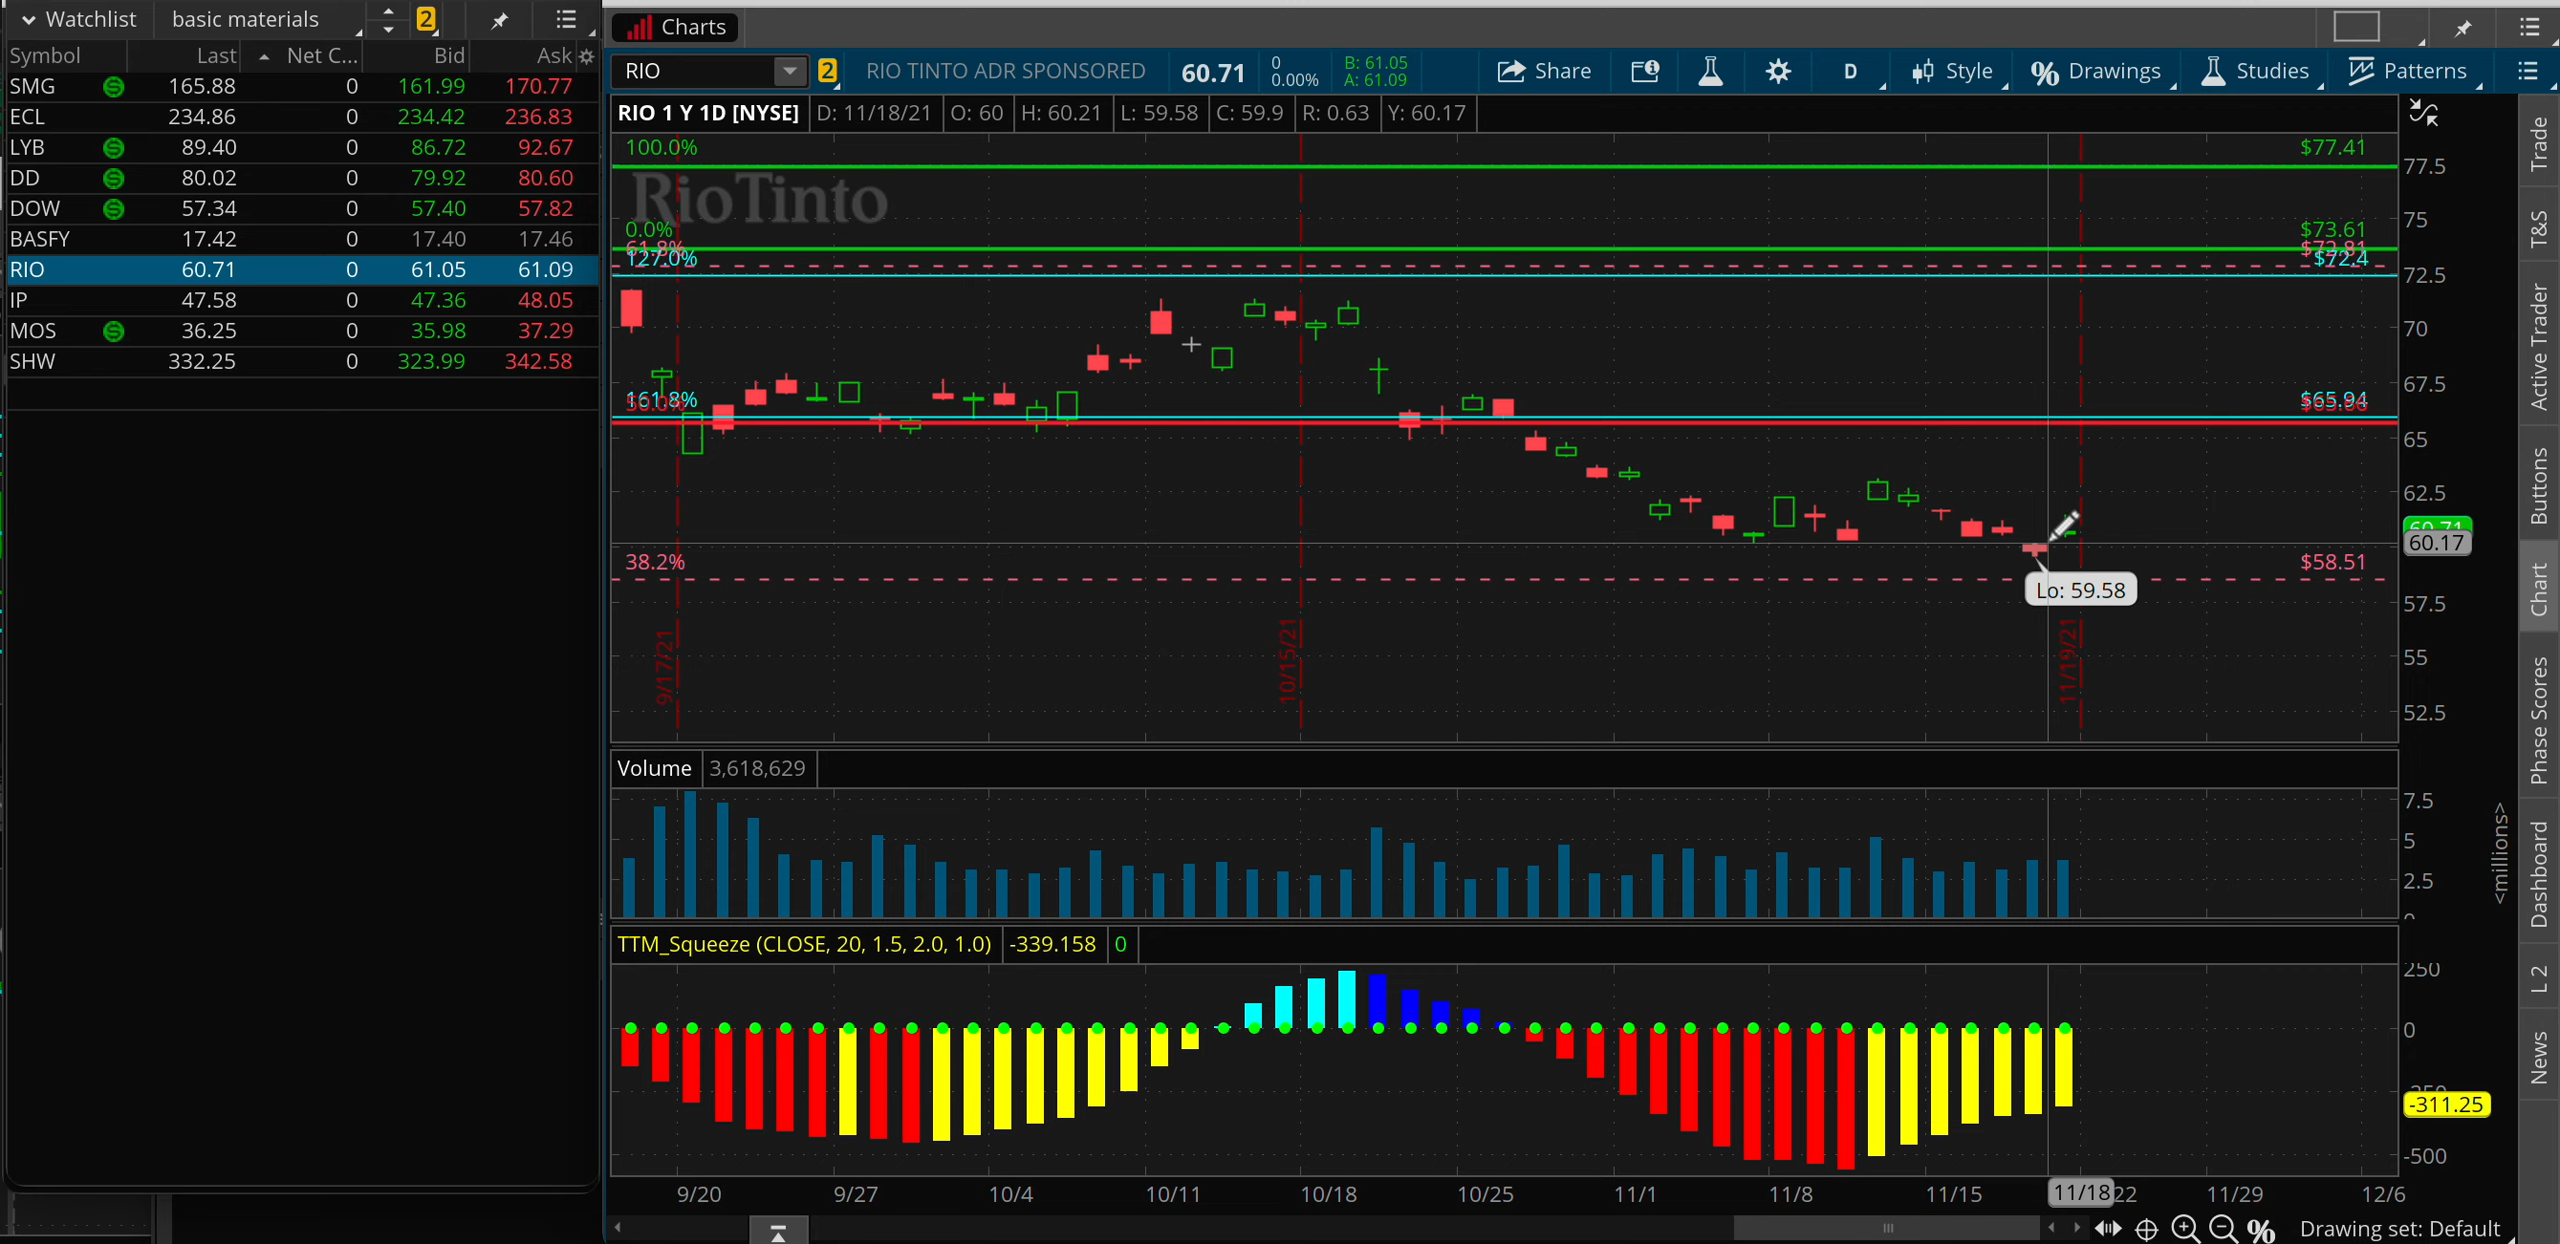 Watchlist basic materials 2
Symbol Last Net C... Bid Ask
SMG 165.88 0 161.99 170.77
ECL 234.86 0 234.42 236.83
LYB 89.40 0 86.72 92.67
DD 80.02 0 79.92 80.60
DOW 57.34 0 57.40 57.82
BASFY 17.42 0 17.40 17.46
RIO 60.71 0 61.05 61.09
IP 47.58 0 47.36 48.05
MOS 36.25 0 35.98 37.29
SHW 332.25 0 323.99 342.58
Charts
RIO 2 RIO TINTO ADR SPONSORED 60.71 0 0.00% B: 61.05 A: 61.09 Share D Style Drawings Studies Patterns
RIO 1 Y 1D [NYSE] D: 11/18/21 O: 60 H: 60.21 L: 59.58 C: 59.9 R: 0.63 Y: 60.17
100.0% $77.41
77.5
RioTinto
75
0.0% $73.61
61.8% $72.81
127.0% $72.4
72.5
70
67.5
161.8% $65.94
65
62.5
60.71
60.17
38.2% $58.51
Lo: 59.58
57.5
55
52.5
9/17/21
10/15/21
11/19/21
Volume 3,618,629
7.5
5
2.5
0
<millions>
TTM_Squeeze (CLOSE, 20, 1.5, 2.0, 1.0) -339.158 0
250
0
-311.25
-500
9/20 9/27 10/4 10/11 10/18 10/25 11/1 11/8 11/15 11/18 22 11/29 12/6
Drawing set: Default
Trade
T&S
Active Trader
Buttons
Chart
Phase Scores
Dashboard
L 2
News